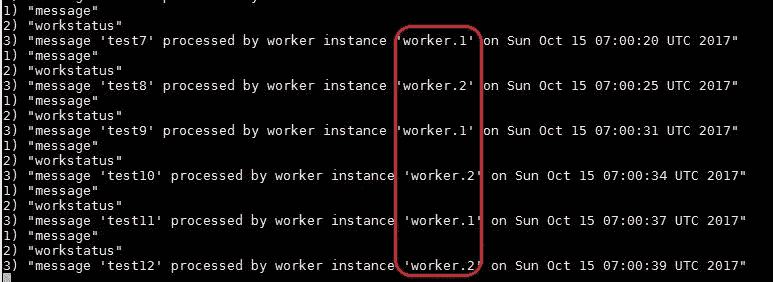 1) "message"
2) "workstatus"
3) "message 'test7' processed by worker instance 'worker.1' on Sun Oct 15 07:00:20 UTC 2017"
1) "message"
2) "workstatus"
3) "message 'test8' processed by worker instance 'worker.2' on Sun Oct 15 07:00:25 UTC 2017"
1) "message"
2) "workstatus"
3) "message 'test9' processed by worker instance 'worker.1' on Sun Oct 15 07:00:31 UTC 2017"
1) "message"
2) "workstatus"
3) "message 'test10' processed by worker instance 'worker.2' on Sun Oct 15 07:00:34 UTC 2017"
1) "message"
2) "workstatus"
3) "message 'test11' processed by worker instance 'worker.1' on Sun Oct 15 07:00:37 UTC 2017"
1) "message"
2) "workstatus"
3) "message 'test12' processed by worker instance 'worker.2' on Sun Oct 15 07:00:39 UTC 2017"